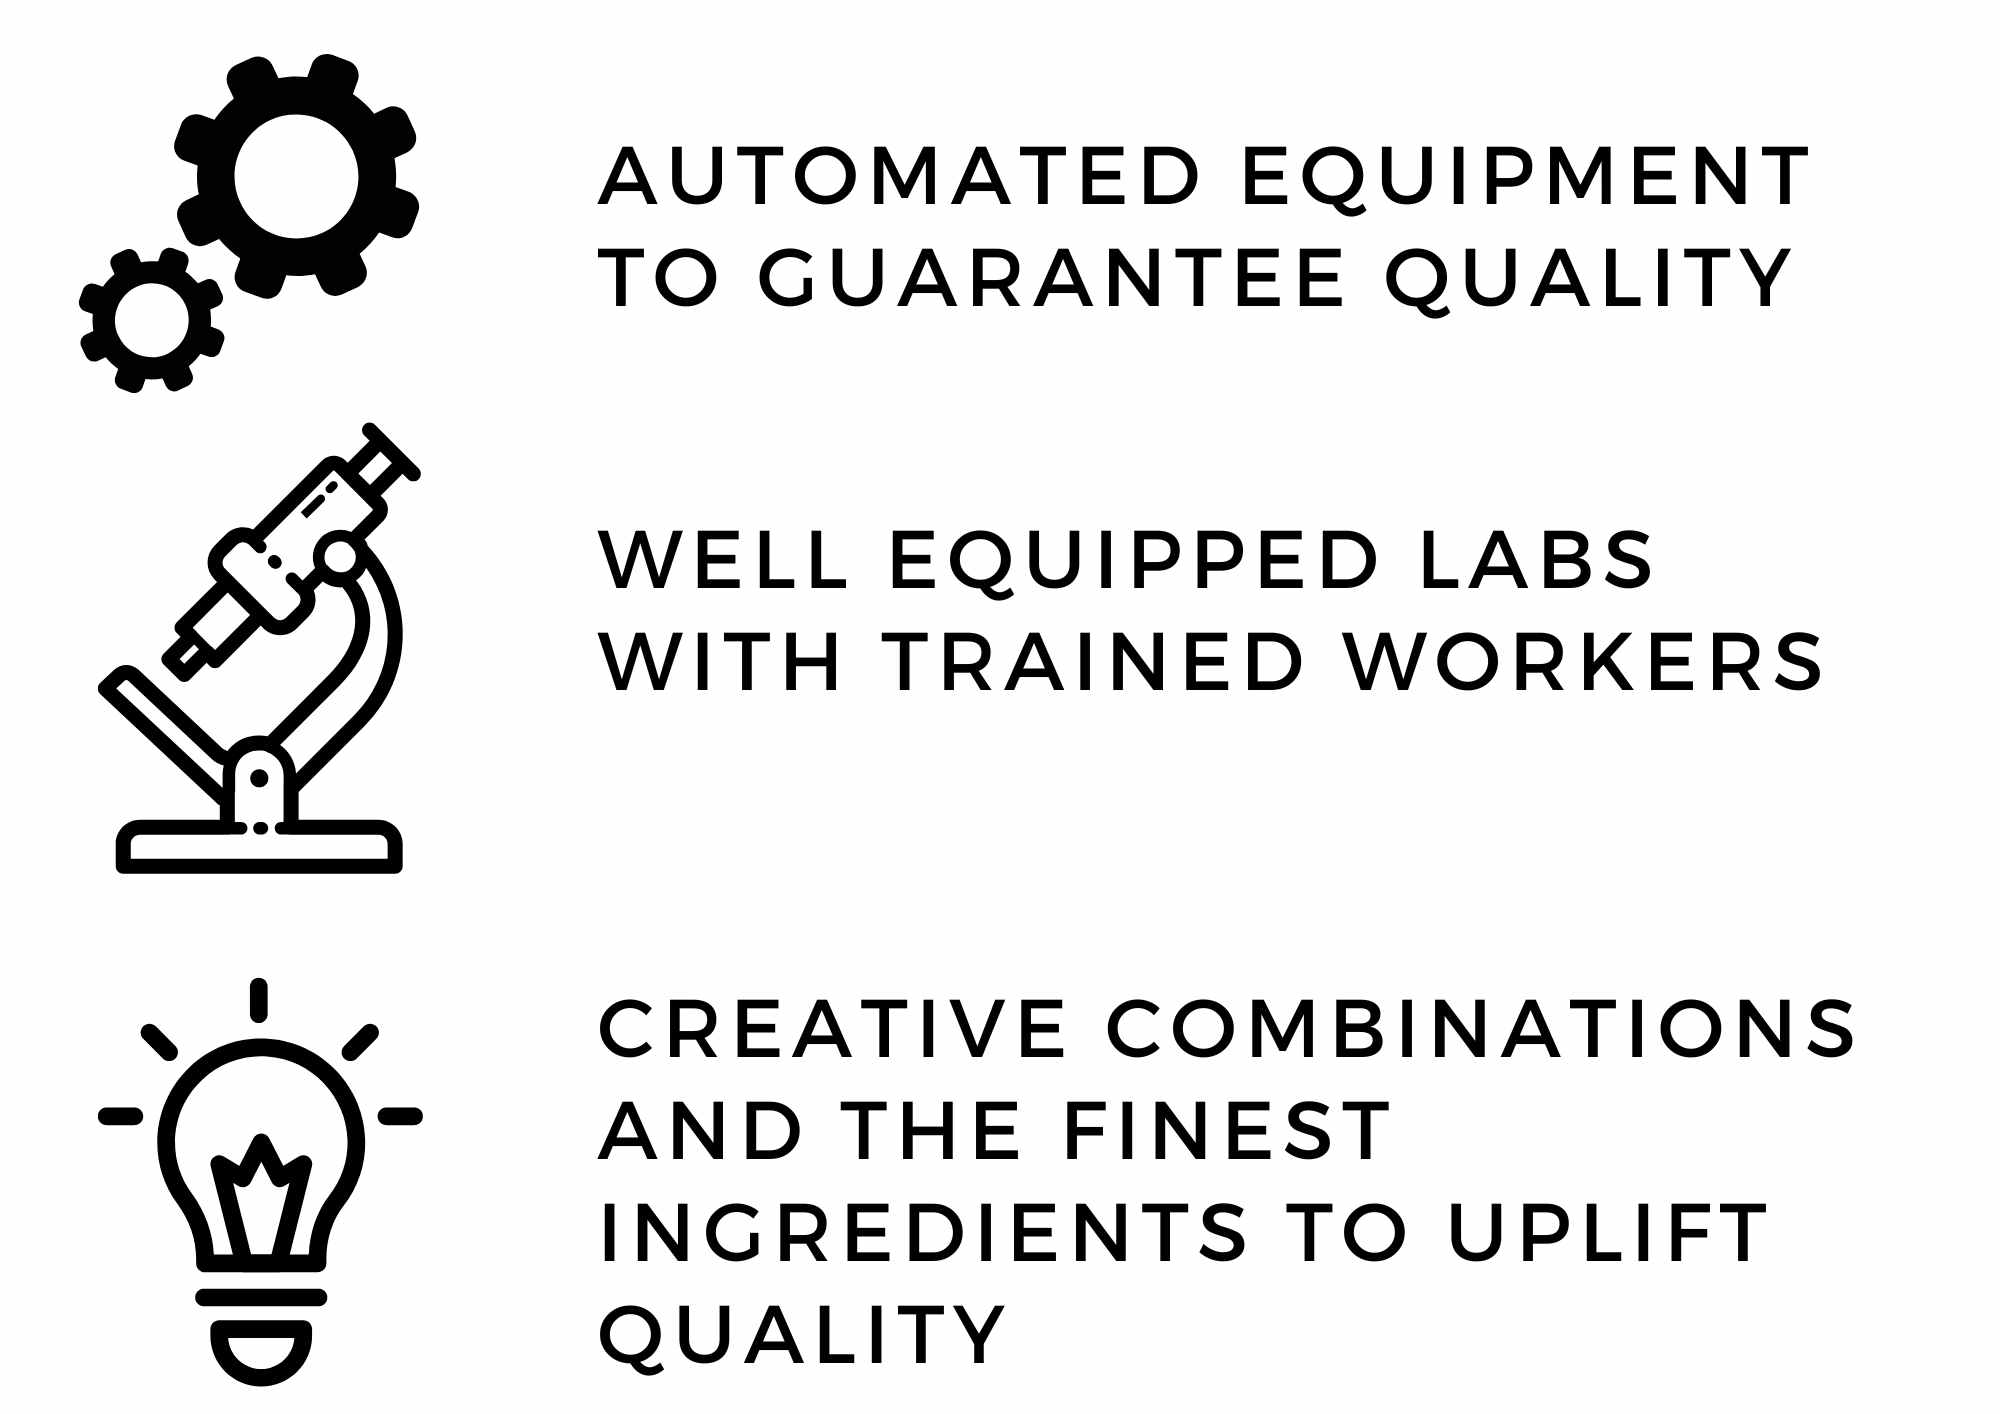 AUTOMATED EQUIPMENT
TO GUARANTEE QUALITY
WELL EQUIPPED LABS
WITH TRAINED WORKERS
CREATIVE COMBINATIONS
AND THE FINEST
INGREDIENTS TO UPLIFT
QUALITY